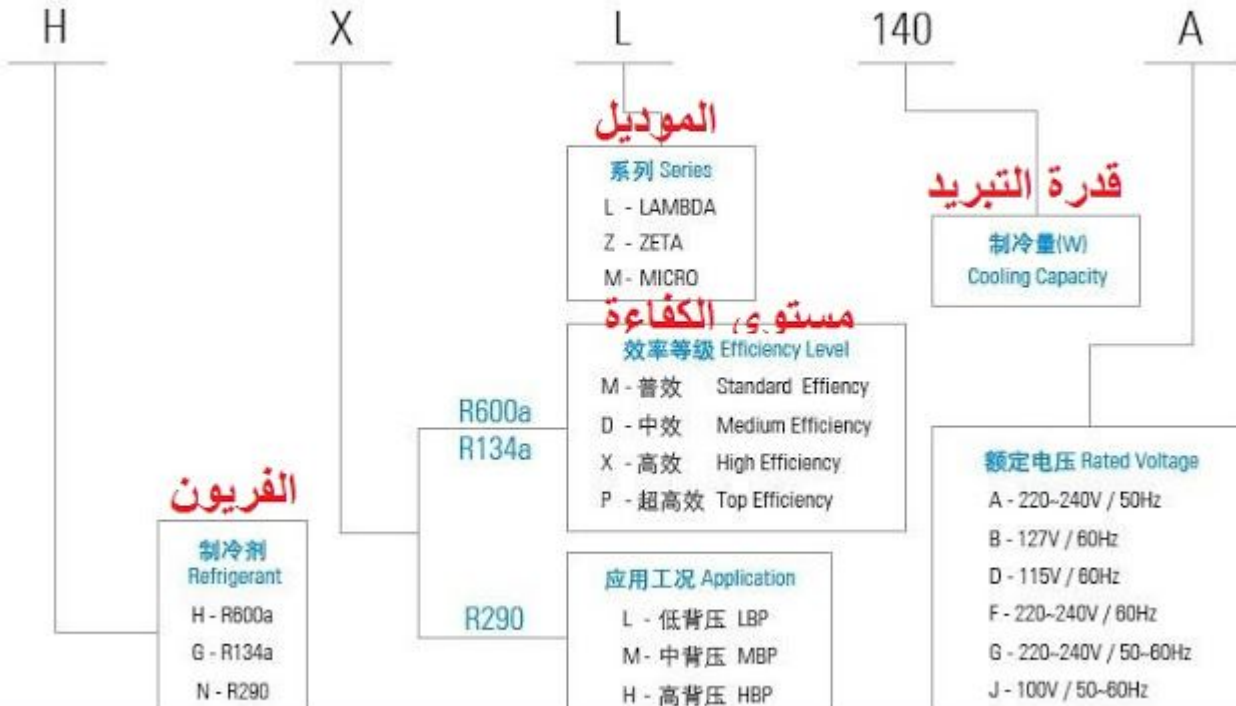 H X L 140 A
الموديل
系列 Series
L - LAMBDA
Z - ZETA
M - MICRO
قدرة التبريد
制冷量(W)
Cooling Capacity
مستوى الكفاءة
效率等级 Efficiency Level
M - 普效 Standard Effiency
D - 中效 Medium Efficiency
X - 高效 High Efficiency
P - 超高效 Top Efficiency
R600a
R134a
الفريون
制冷剂
Refrigerant
H - R600a
G - R134a
N - R290
R290
应用工况 Application
L - 低背压 LBP
M - 中背压 MBP
H - 高背压 HBP
额定电压 Rated Voltage
A - 220~240V / 50Hz
B - 127V / 60Hz
D - 115V / 60Hz
F - 220~240V / 60Hz
G - 220~240V / 50~60Hz
J - 100V / 50~60Hz